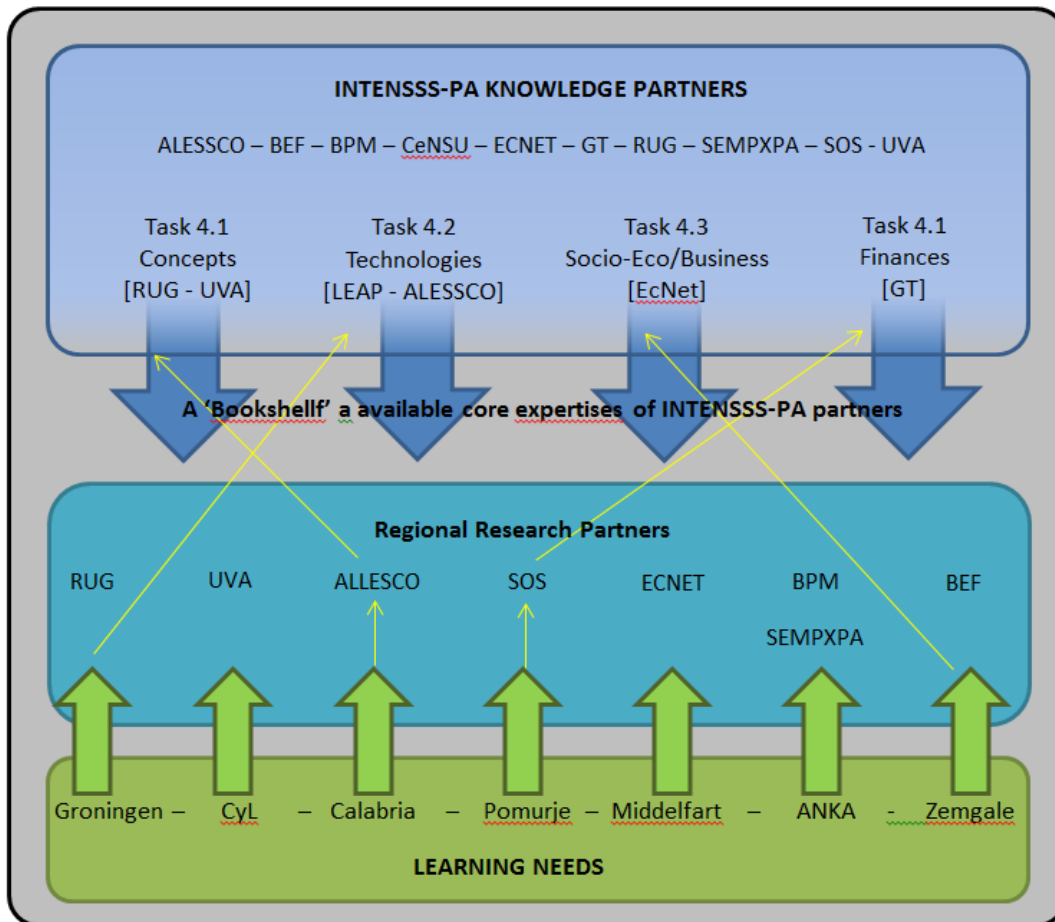 INTENSSS-PA KNOWLEDGE PARTNERS
ALESSCO – BEF – BPM – CeNSU – ECNET – GT – RUG – SEMPXPA – SOS - UVA
Task 4.1
Concepts
[RUG - UVA]
Task 4.2
Technologies
[LEAP - ALESSCO]
Task 4.3
Socio-Eco/Business
[EcNet]
Task 4.1
Finances
[GT]
A ‘Bookshellf’ a available core expertises of INTENSSS-PA partners
Regional Research Partners
RUG
UVA
ALLESCO
SOS
ECNET
BPM
SEMPXPA
BEF
Groningen – CyL – Calabria – Pomurje – Middelfart – ANKA - Zemgale
LEARNING NEEDS